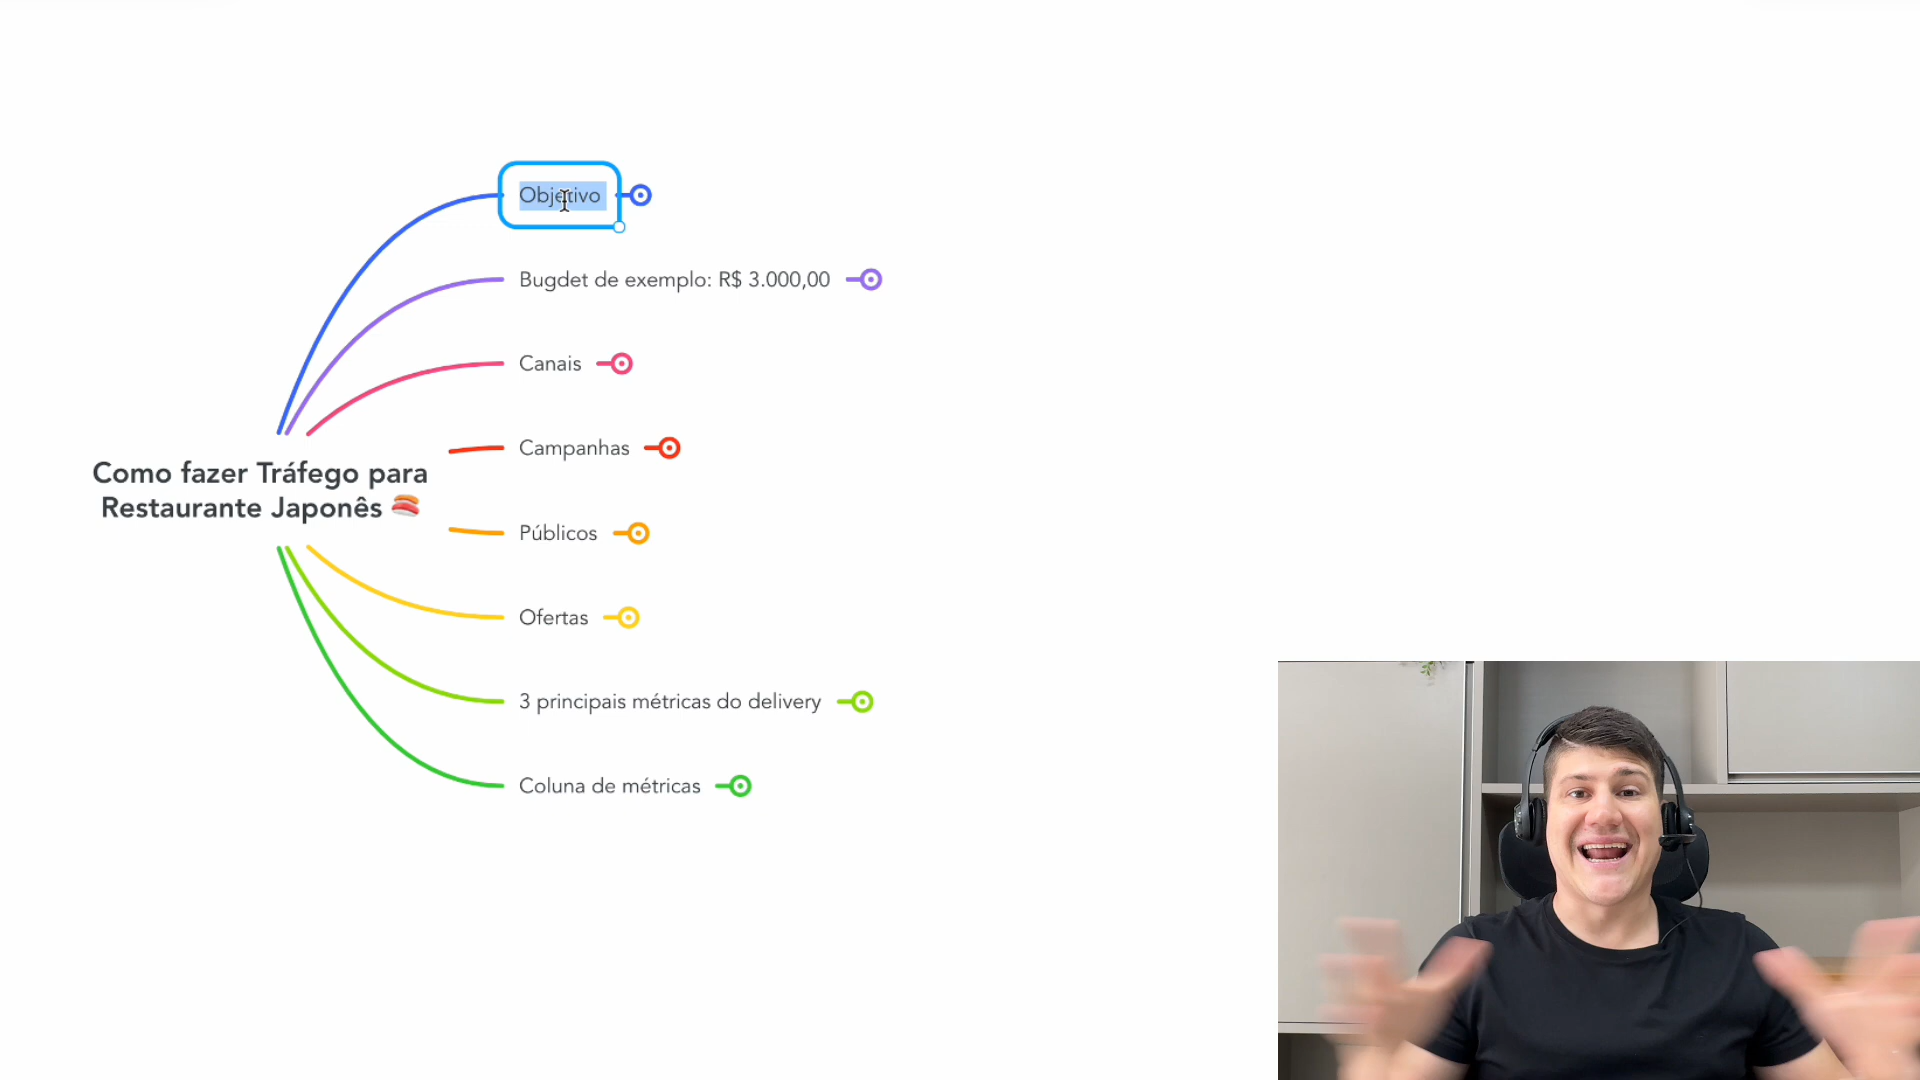 Objetivo
Bugdet de exemplo: R$ 3.000,00
Canais
Campanhas
Como fazer Tráfego para
Restaurante Japonês 🍣
Públicos
Ofertas
3 principais métricas do delivery
Coluna de métricas